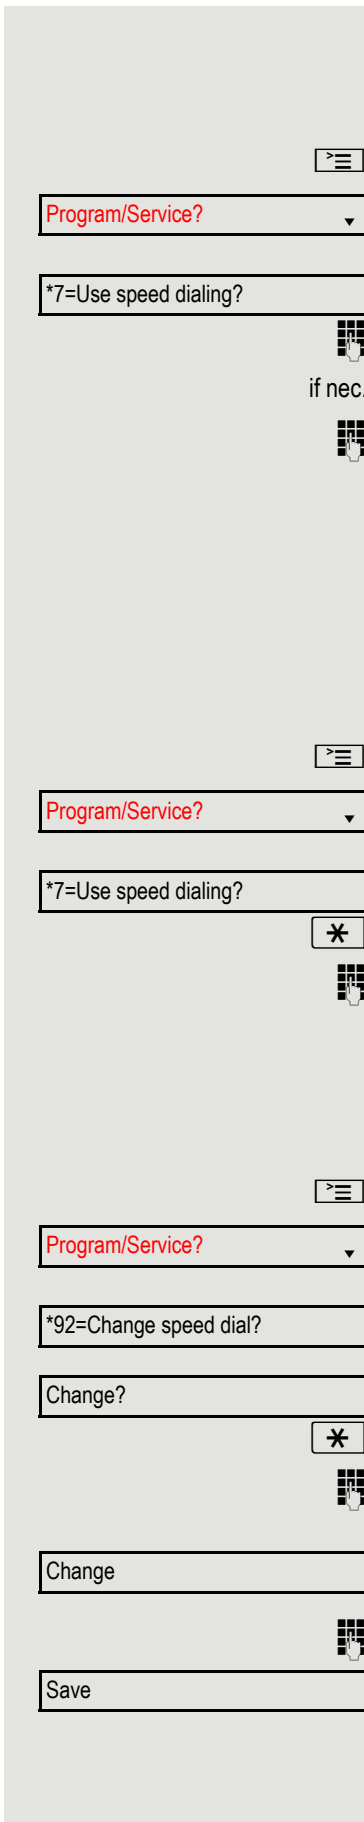 Program/Service?
*7=Use speed dialing?
if nec.
Program/Service?
*7=Use speed dialing?
*
Program/Service?
*92=Change speed dial?
Change?
*
Change
Save